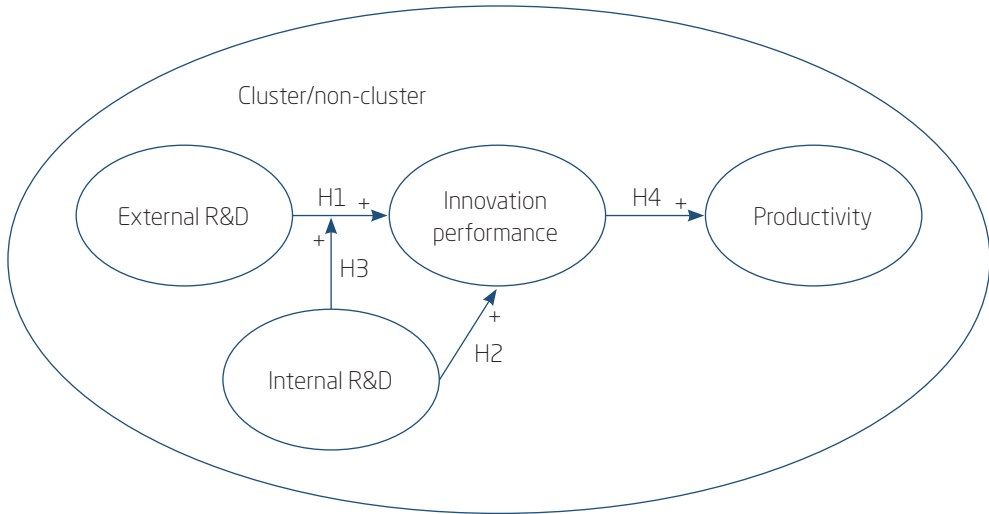 Cluster/non-cluster
External R&D
H1 +
Innovation
performance
H4 +
Productivity
+
H3
Internal R&D
+
H2